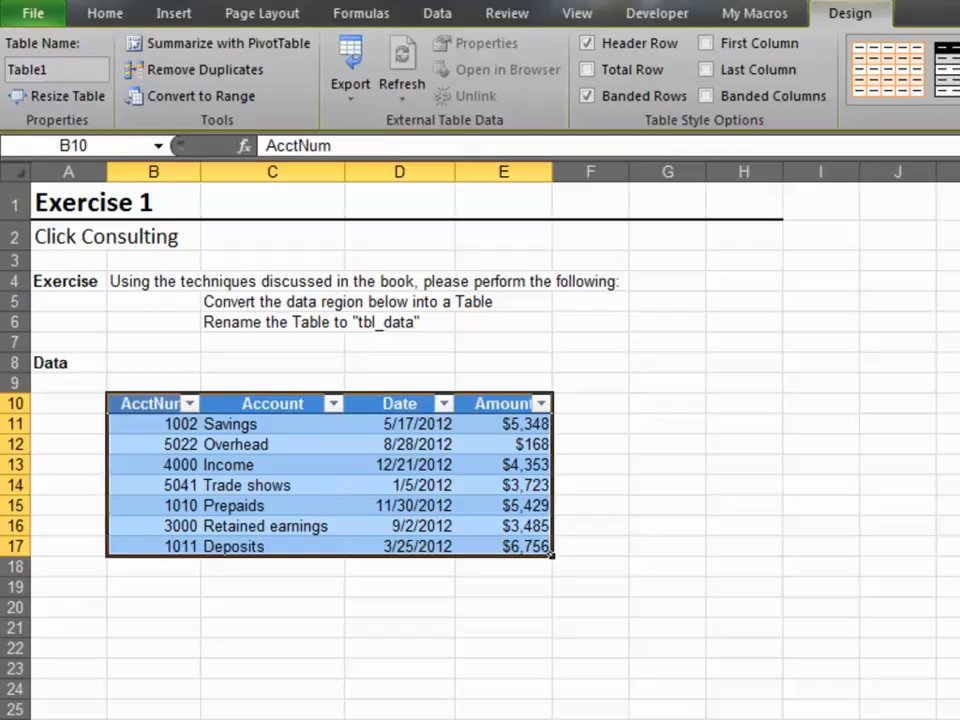 File Home Insert Page Layout Formulas Data Review View Developer My Macros Design
Table Name: Summarize with PivotTable Properties Header Row First Column
Table1 Remove Duplicates Export Refresh Open in Browser Total Row Last Column
Resize Table Convert to Range Unlink Banded Rows Banded Columns
Properties Tools External Table Data Table Style Options
B10 fx AcctNum
A B C D E F G H I J
1 Exercise 1
2 Click Consulting
3
4 Exercise Using the techniques discussed in the book, please perform the following:
5 Convert the data region below into a Table
6 Rename the Table to "tbl_data"
7
8 Data
9
10 AcctNum Account Date Amount
11 1002 Savings 5/17/2012 $5,348
12 5022 Overhead 8/28/2012 $168
13 4000 Income 12/21/2012 $4,353
14 5041 Trade shows 1/5/2012 $3,723
15 1010 Prepaids 11/30/2012 $5,429
16 3000 Retained earnings 9/2/2012 $3,485
17 1011 Deposits 3/25/2012 $6,756
18
19
20
21
22
23
24
25